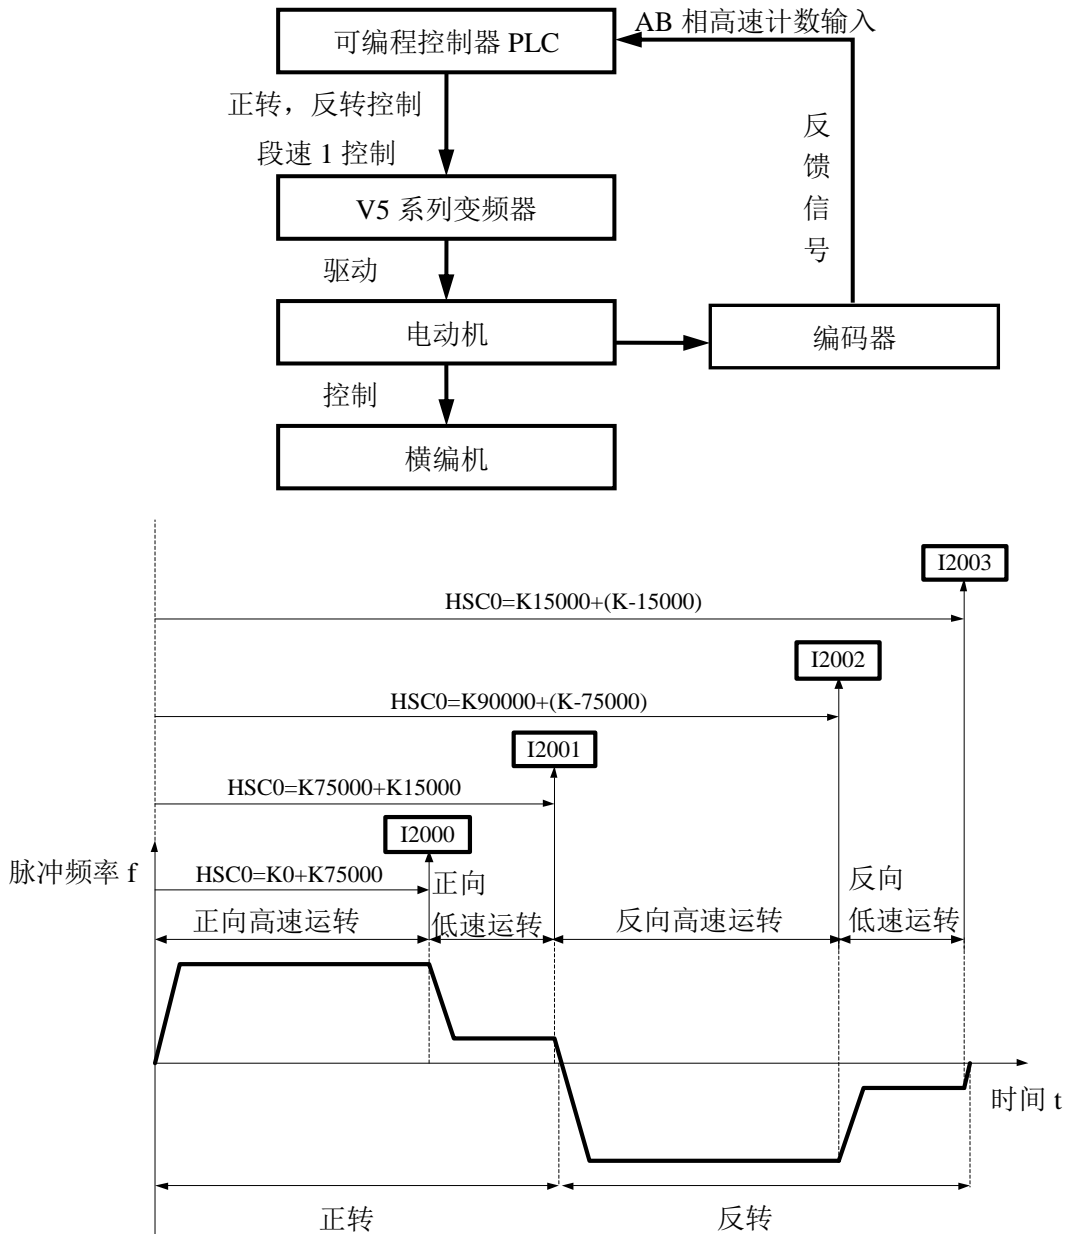 AB 相高速计数输入
可编程控制器 PLC
正转，反转控制
段速 1 控制
反
馈
信
号
V5 系列变频器
驱动
电动机
编码器
控制
横编机
I2003
HSC0=K15000+(K-15000)
I2002
HSC0=K90000+(K-75000)
I2001
HSC0=K75000+K15000
I2000
脉冲频率 f
HSC0=K0+K75000
正向
反向
正向高速运转
低速运转
反向高速运转
低速运转
时间 t
正转
反转